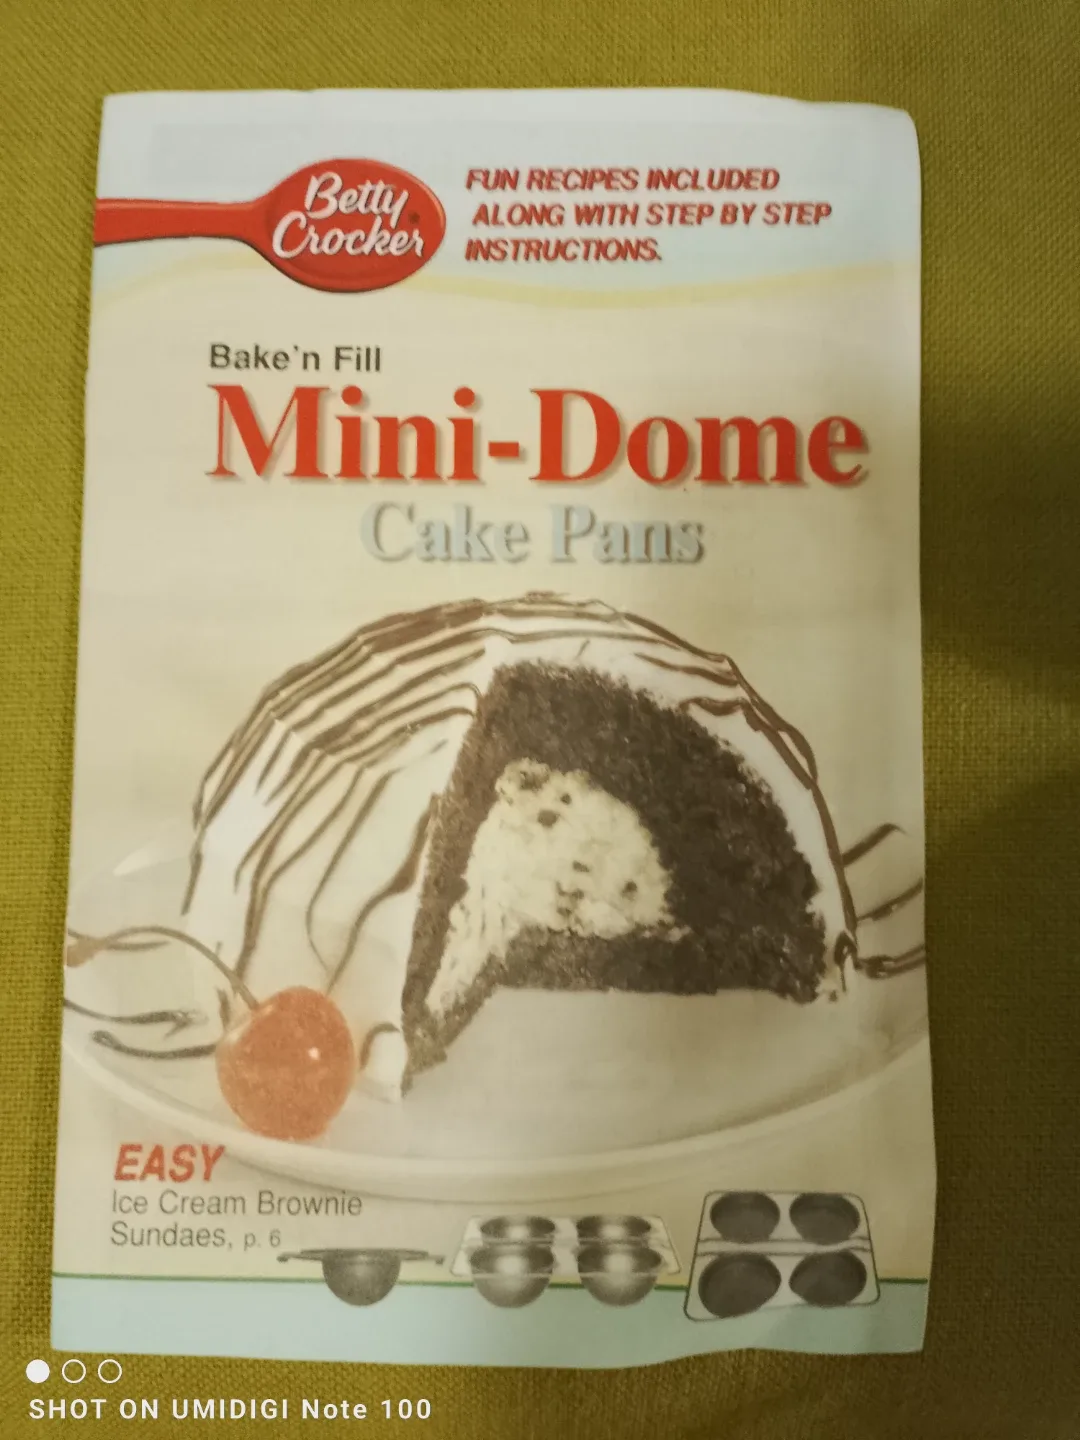 Betty
Crocker
FUN RECIPES INCLUDED
ALONG WITH STEP BY STEP
INSTRUCTIONS.
Bake'n Fill
Mini-Dome
Cake Pans
EASY
Ice Cream Brownie
Sundaes, p. 6
SHOT ON UMIDIGI Note 100